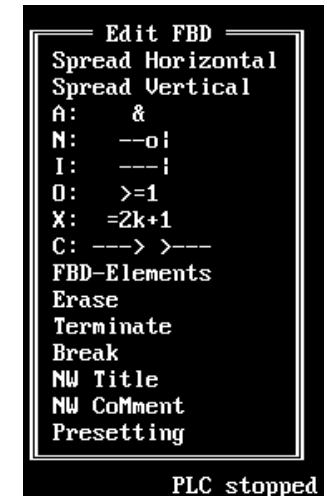 Edit FBD
Spread Horizontal
Spread Vertical
A: &
N: --o¦
I: ---¦
O: >=1
X: =2k+1
C: ---> >---
FBD-Elements
Erase
Terminate
Break
NW Title
NW CoMment
Presetting
PLC stopped